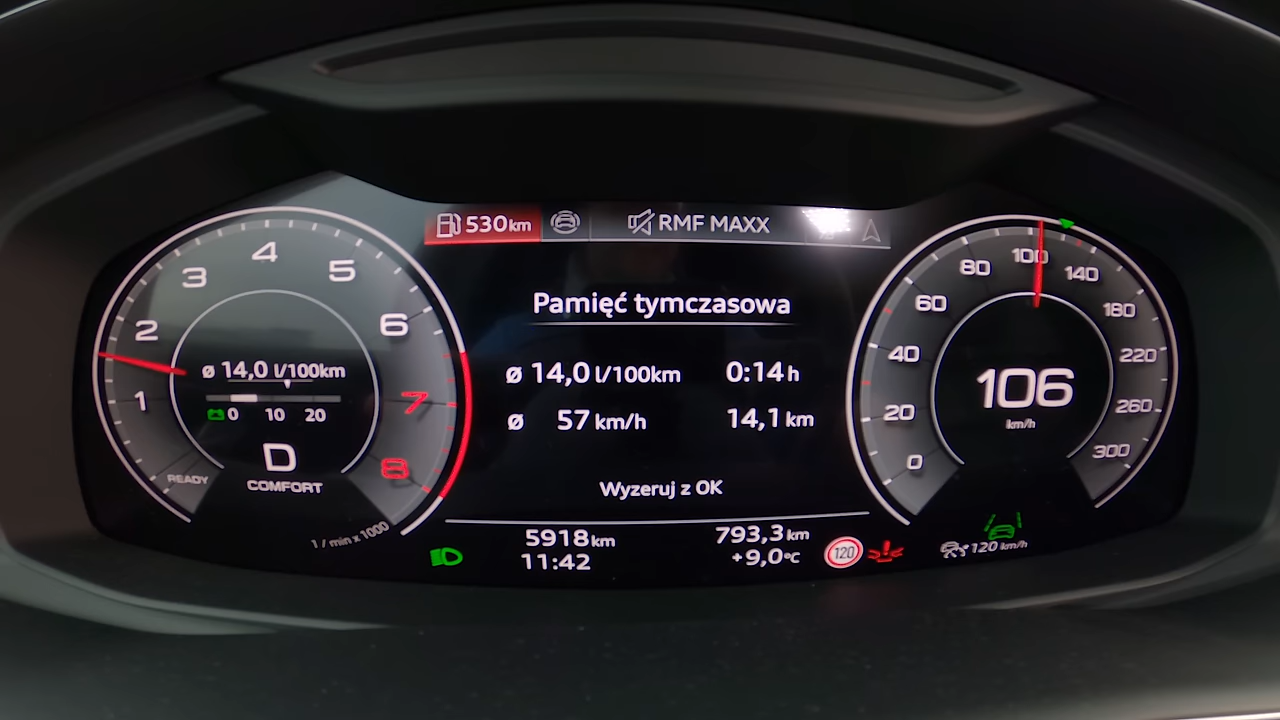 530km
RMF MAXX
1
2
3
4
5
6
7
8
ø 14,0 l/100km
0 10 20
D
COMFORT
READY
1 / min x 1000
Pamięć tymczasowa
ø 14,0 l/100km 0:14 h
ø 57 km/h 14,1 km
Wyzeruj z OK
5918 km 793,3 km
11:42 +9,0°C
120
0
20
40
60
80
100
140
180
220
260
300
106
km/h
120 km/h